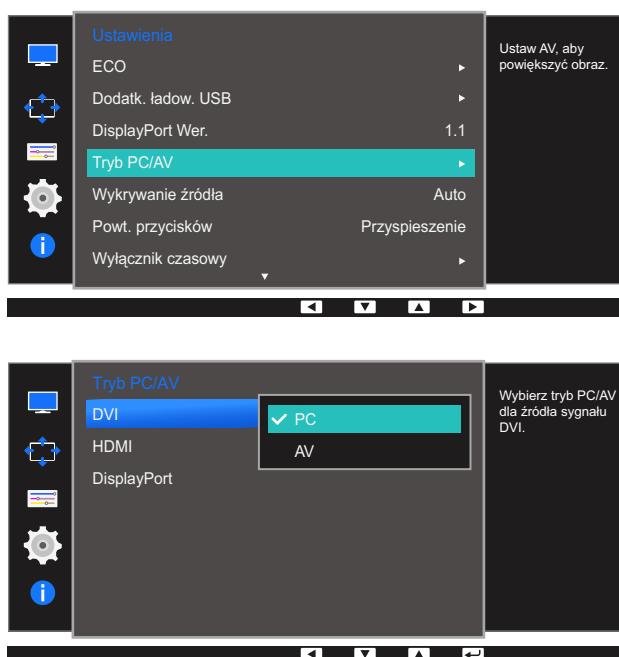 Ustawienia
ECO
Dodatk. ładow. USB
DisplayPort Wer. 1.1
Tryb PC/AV
Wykrywanie źródła Auto
Powt. przycisków Przyspieszenie
Wyłącznik czasowy
Ustaw AV, aby
powiększyć obraz.
Tryb PC/AV
DVI
HDMI
DisplayPort
PC
AV
Wybierz tryb PC/AV
dla źródła sygnału
DVI.